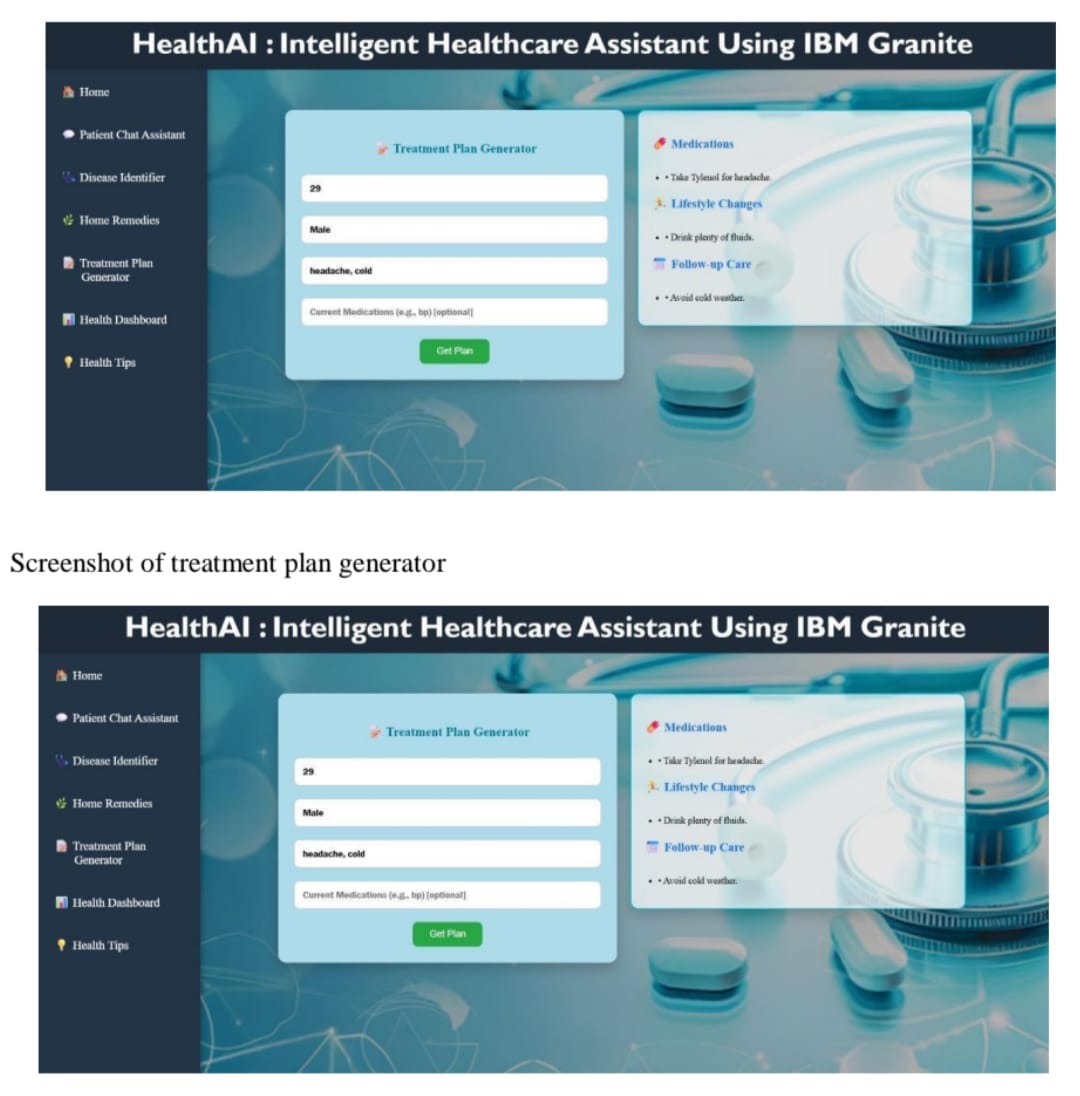 HealthAI : Intelligent Healthcare Assistant Using IBM Granite
Home
Patient Chat Assistant
Disease Identifier
Home Remedies
Treatment Plan
Generator
Health Dashboard
Health Tips
Treatment Plan Generator
29
Male
headache, cold
Current Medications (e.g., bp) [optional]
Get Plan
Medications
• • Take Tylenol for headache.
Lifestyle Changes
• • Drink plenty of fluids.
Follow-up Care
• • Avoid cold weather.
Screenshot of treatment plan generator
HealthAI : Intelligent Healthcare Assistant Using IBM Granite
Home
Patient Chat Assistant
Disease Identifier
Home Remedies
Treatment Plan
Generator
Health Dashboard
Health Tips
Treatment Plan Generator
29
Male
headache, cold
Current Medications (e.g., bp) [optional]
Get Plan
Medications
• • Take Tylenol for headache.
Lifestyle Changes
• • Drink plenty of fluids.
Follow-up Care
• • Avoid cold weather.